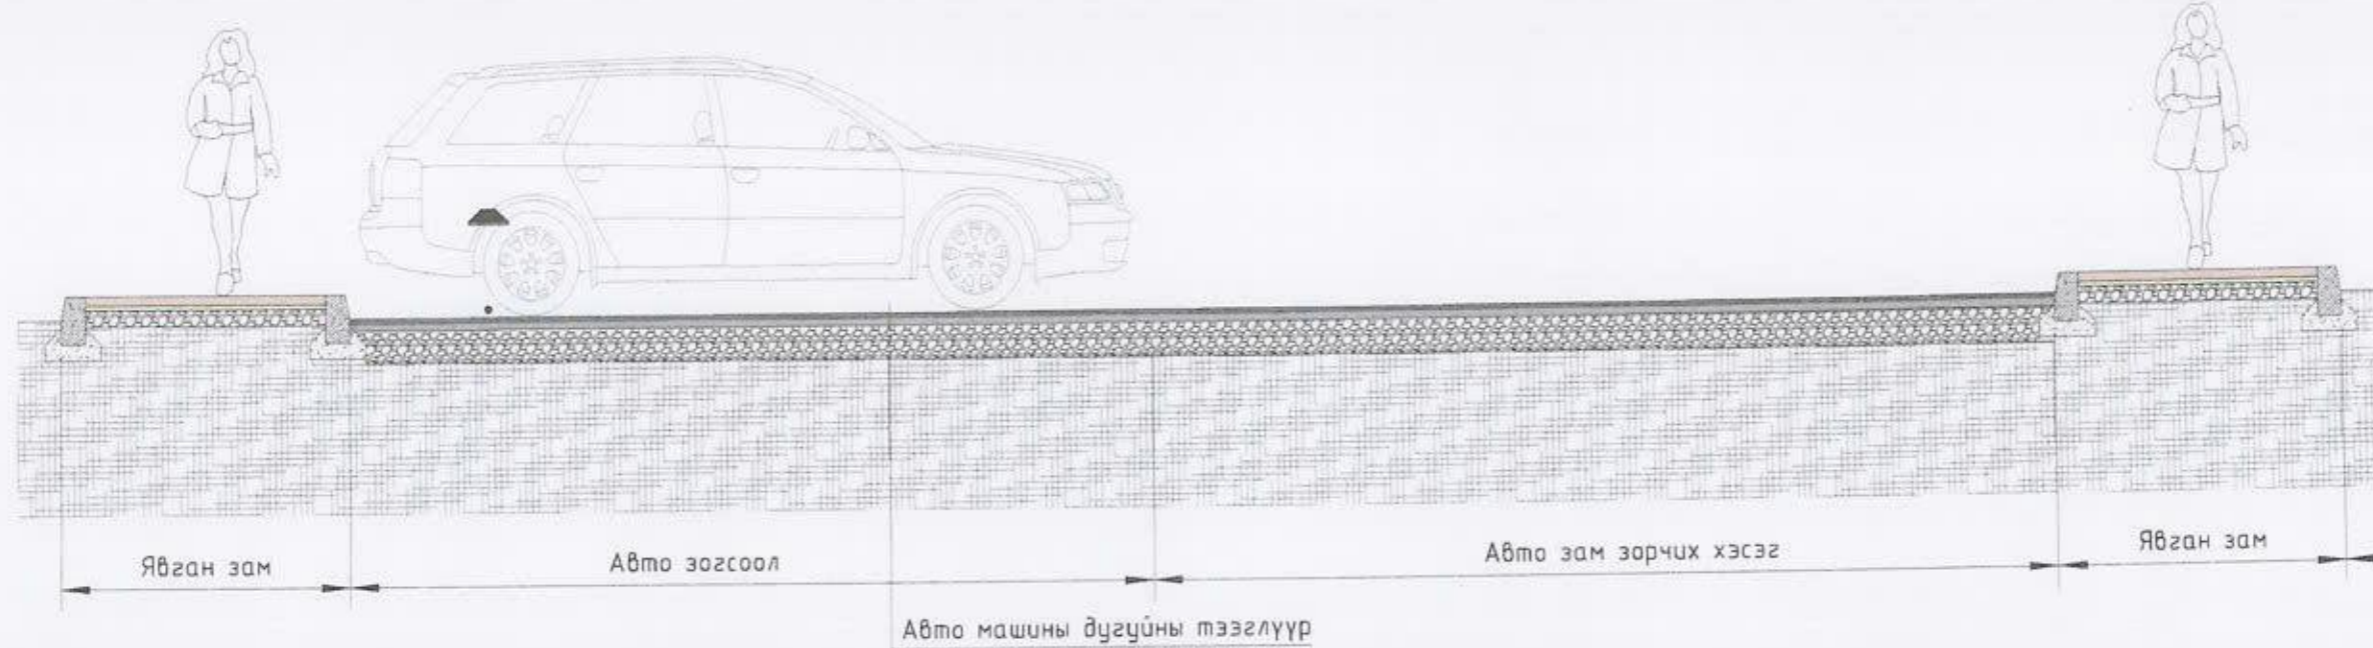 Явган зам
Авто зогсоол
Авто зам зорчих хэсэг
Явган зам
Авто машины дугуйны тээглүүр